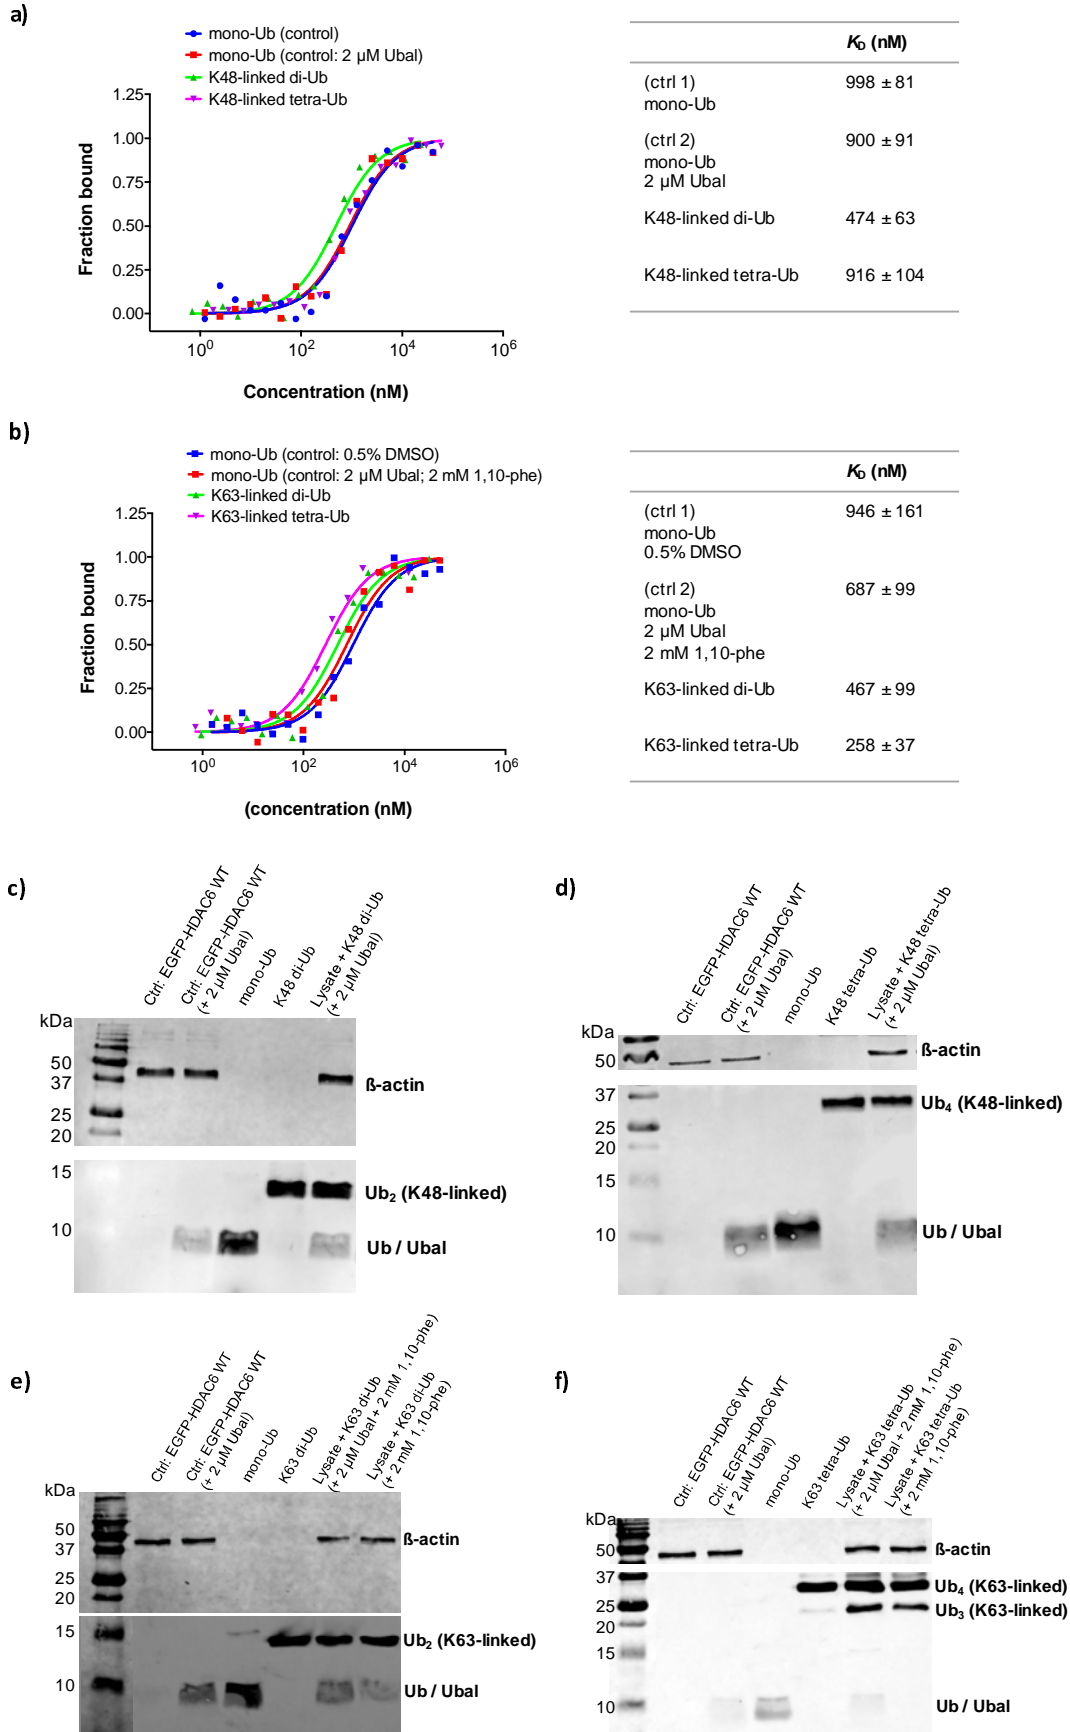 a)
mono-Ub (control)
mono-Ub (control: 2 µM Ubal)
K48-linked di-Ub
K48-linked tetra-Ub
1.25
1.00
0.75
0.50
0.25
0.00
Fraction bound
10⁰ 10² 10⁴ 10⁶
Concentration (nM)
K_D (nM)
(ctrl 1) 998 ± 81
mono-Ub
(ctrl 2) 900 ± 91
mono-Ub
2 µM Ubal
K48-linked di-Ub 474 ± 63
K48-linked tetra-Ub 916 ± 104
b)
mono-Ub (control: 0.5% DMSO)
mono-Ub (control: 2 µM Ubal; 2 mM 1,10-phe)
K63-linked di-Ub
K63-linked tetra-Ub
1.25
1.00
0.75
0.50
0.25
0.00
Fraction bound
10⁰ 10² 10⁴ 10⁶
(concentration (nM)
K_D (nM)
(ctrl 1) 946 ± 161
mono-Ub
0.5% DMSO
(ctrl 2) 687 ± 99
mono-Ub
2 µM Ubal
2 mM 1,10-phe
K63-linked di-Ub 467 ± 99
K63-linked tetra-Ub 258 ± 37
c)
Ctrl: EGFP-HDAC6 WT
Ctrl: EGFP-HDAC6 WT
(+ 2 µM Ubal)
mono-Ub
K48 di-Ub
Lysate + K48 di-Ub
(+ 2 µM Ubal)
kDa
50
37
25
20
ß-actin
15
10
Ub₂ (K48-linked)
Ub / Ubal
d)
Ctrl: EGFP-HDAC6 WT
Ctrl: EGFP-HDAC6 WT
(+ 2 µM Ubal)
mono-Ub
K48 tetra-Ub
Lysate + K48 tetra-Ub
(+ 2 µM Ubal)
kDa
50
ß-actin
37
25
20
15
10
Ub₄ (K48-linked)
Ub / Ubal
e)
Ctrl: EGFP-HDAC6 WT
Ctrl: EGFP-HDAC6 WT
(+ 2 µM Ubal)
mono-Ub
K63 di-Ub
Lysate + K63 di-Ub
(+ 2 µM Ubal + 2 mM 1,10-phe)
Lysate + K63 di-Ub
(+ 2 mM 1,10-phe)
kDa
50
37
25
20
ß-actin
15
10
Ub₂ (K63-linked)
Ub / Ubal
f)
Ctrl: EGFP-HDAC6 WT
Ctrl: EGFP-HDAC6 WT
(+ 2 µM Ubal)
mono-Ub
K63 tetra-Ub
Lysate + K63 tetra-Ub
(+ 2 µM Ubal + 2 mM 1,10-phe)
Lysate + K63 tetra-Ub
(+ 2 mM 1,10-phe)
kDa
50
ß-actin
37
25
20
15
10
Ub₄ (K63-linked)
Ub₃ (K63-linked)
Ub / Ubal